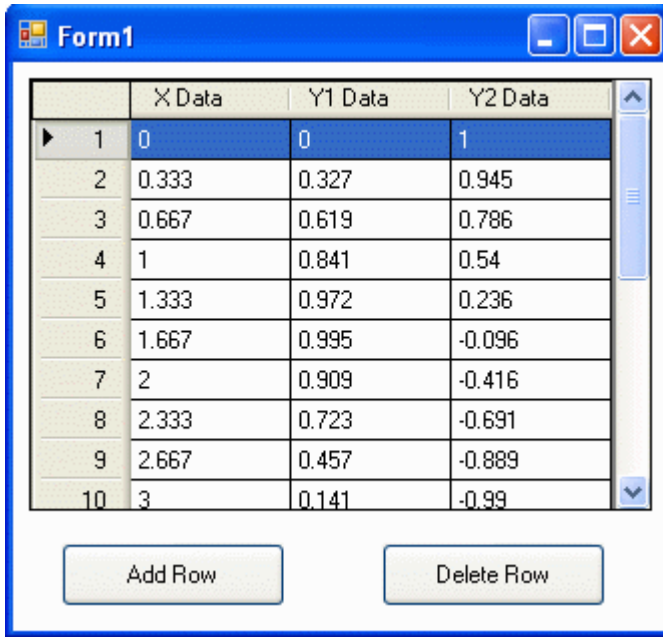 Form1
X Data Y1 Data Y2 Data
1 0 0 1
2 0.333 0.327 0.945
3 0.667 0.619 0.786
4 1 0.841 0.54
5 1.333 0.972 0.236
6 1.667 0.995 -0.096
7 2 0.909 -0.416
8 2.333 0.723 -0.691
9 2.667 0.457 -0.889
10 3 0.141 -0.99
Add Row Delete Row